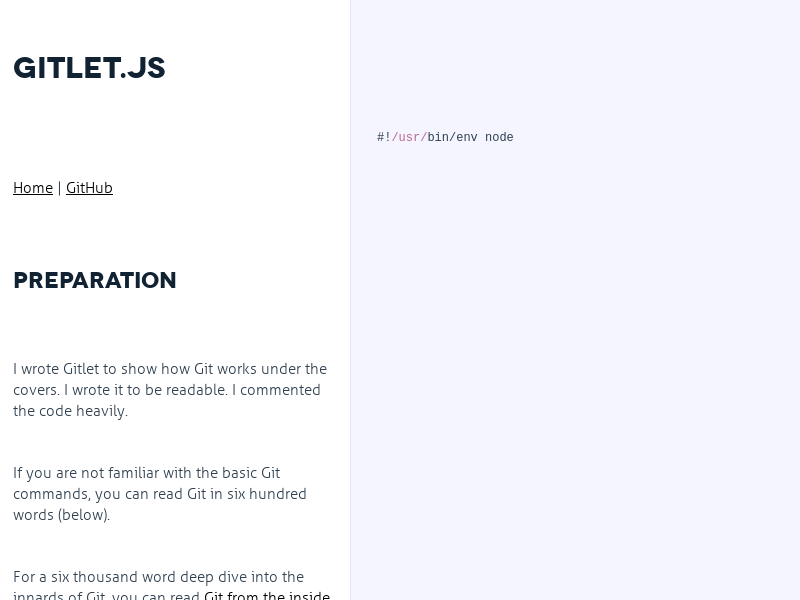 GITLET.JS
#!/usr/bin/env node
Home | GitHub
PREPARATION
I wrote Gitlet to show how Git works under the
covers. I wrote it to be readable. I commented
the code heavily.
If you are not familiar with the basic Git
commands, you can read Git in six hundred
words (below).
For a six thousand word deep dive into the
innards of Git, you can read Git from the inside